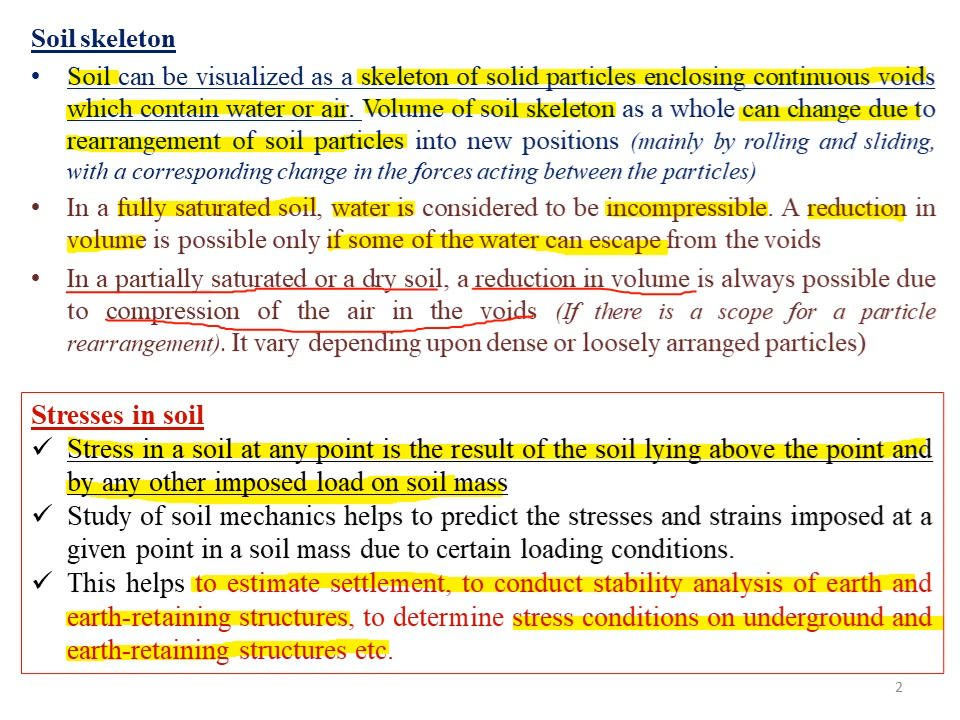 Soil skeleton
• Soil can be visualized as a skeleton of solid particles enclosing continuous voids
which contain water or air. Volume of soil skeleton as a whole can change due to
rearrangement of soil particles into new positions (mainly by rolling and sliding,
with a corresponding change in the forces acting between the particles)
• In a fully saturated soil, water is considered to be incompressible. A reduction in
volume is possible only if some of the water can escape from the voids
• In a partially saturated or a dry soil, a reduction in volume is always possible due
to compression of the air in the voids (If there is a scope for a particle
rearrangement). It vary depending upon dense or loosely arranged particles)
Stresses in soil
✓ Stress in a soil at any point is the result of the soil lying above the point and
by any other imposed load on soil mass
✓ Study of soil mechanics helps to predict the stresses and strains imposed at a
given point in a soil mass due to certain loading conditions.
✓ This helps to estimate settlement, to conduct stability analysis of earth and
earth-retaining structures, to determine stress conditions on underground and
earth-retaining structures etc.
2